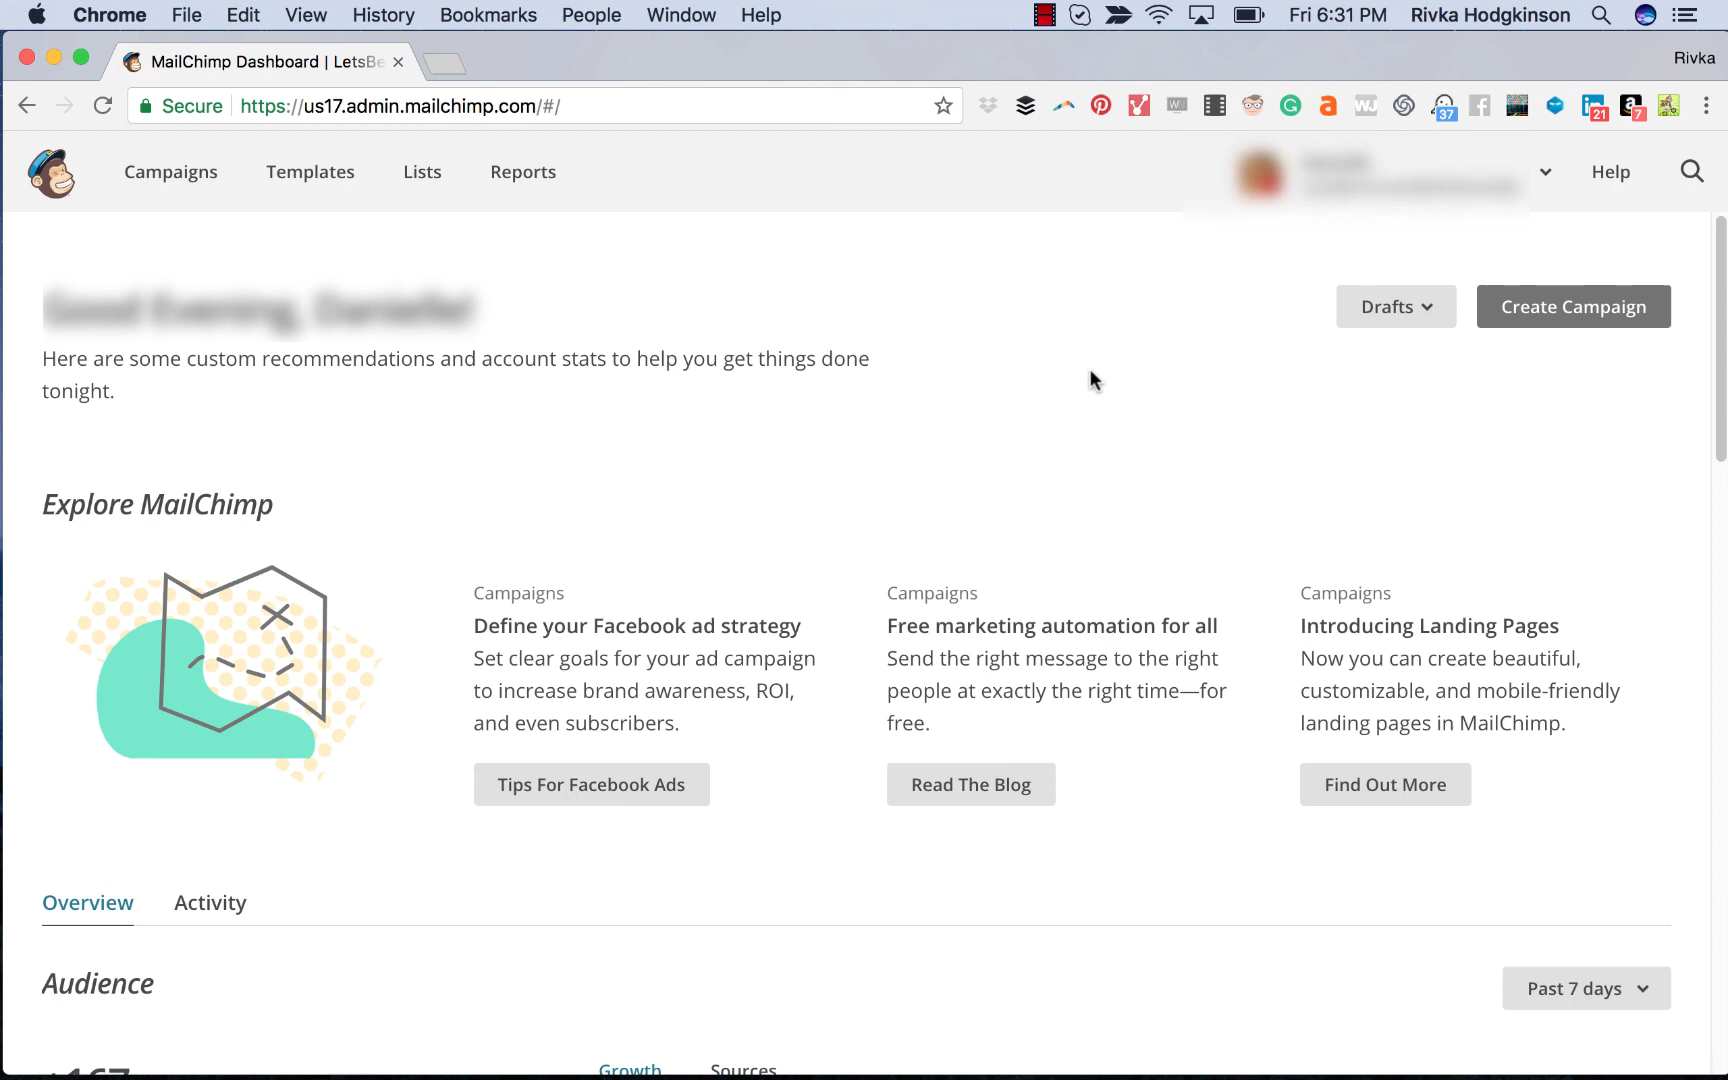 Chrome File Edit View History Bookmarks People Window Help Fri 6:31 PM Rivka Hodgkinson
MailChimp Dashboard | LetsBe Rivka
Secure https://us17.admin.mailchimp.com/#/ 37 21 7
Campaigns Templates Lists Reports Help
Good Evening, Danielle!
Drafts Create Campaign
Here are some custom recommendations and account stats to help you get things done
tonight.
Explore MailChimp
Campaigns
Define your Facebook ad strategy
Set clear goals for your ad campaign
to increase brand awareness, ROI,
and even subscribers.
Tips For Facebook Ads
Campaigns
Free marketing automation for all
Send the right message to the right
people at exactly the right time—for
free.
Read The Blog
Campaigns
Introducing Landing Pages
Now you can create beautiful,
customizable, and mobile-friendly
landing pages in MailChimp.
Find Out More
Overview Activity
Audience
Past 7 days
Growth Sources